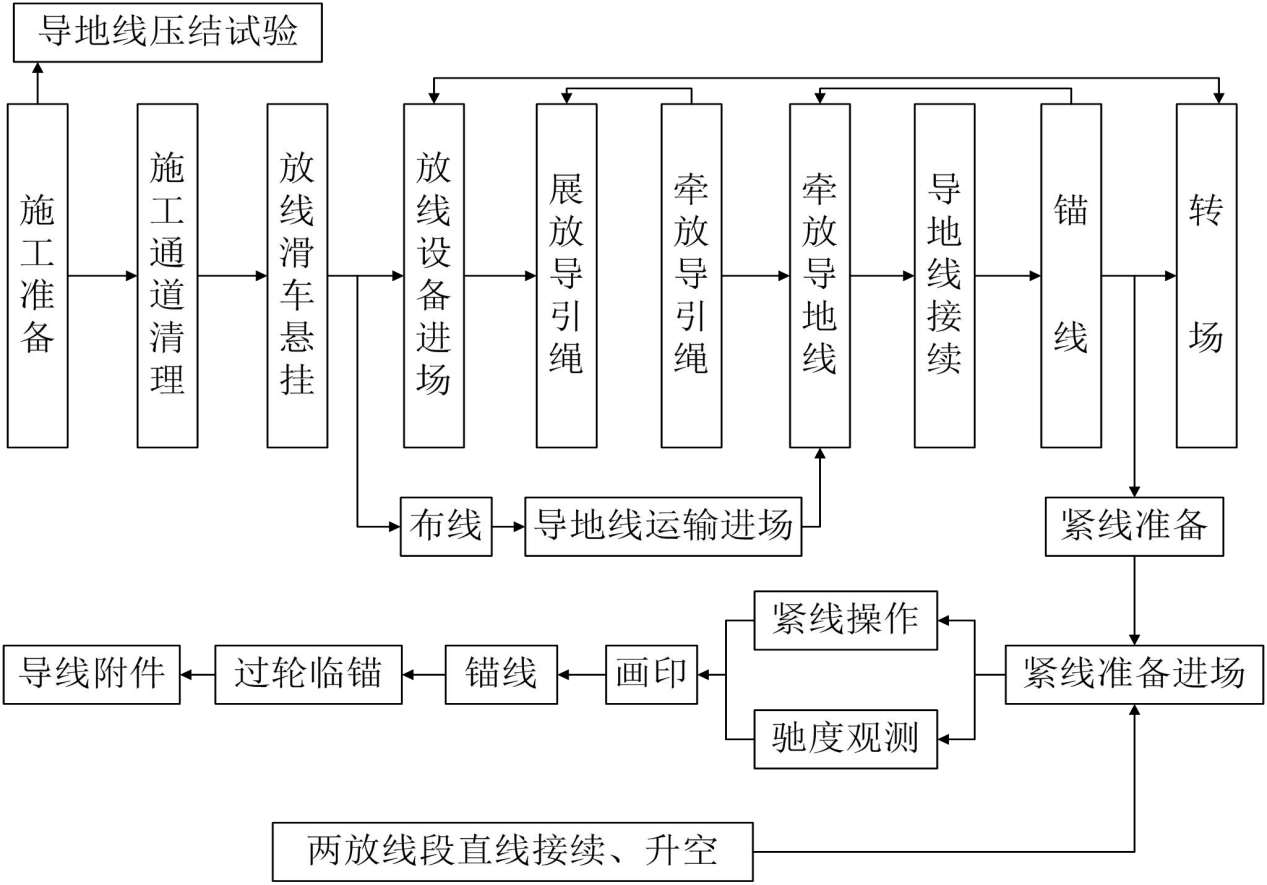 导地线压结试验
施工准备
施工通道清理
放线滑车悬挂
放线设备进场
展放导引绳
牵放导引绳
牵放导地线
导地线接续
锚线
转场
布线
导地线运输进场
紧线准备
紧线操作
导线附件
过轮临锚
锚线
画印
紧线准备进场
驰度观测
两放线段直线接续、升空